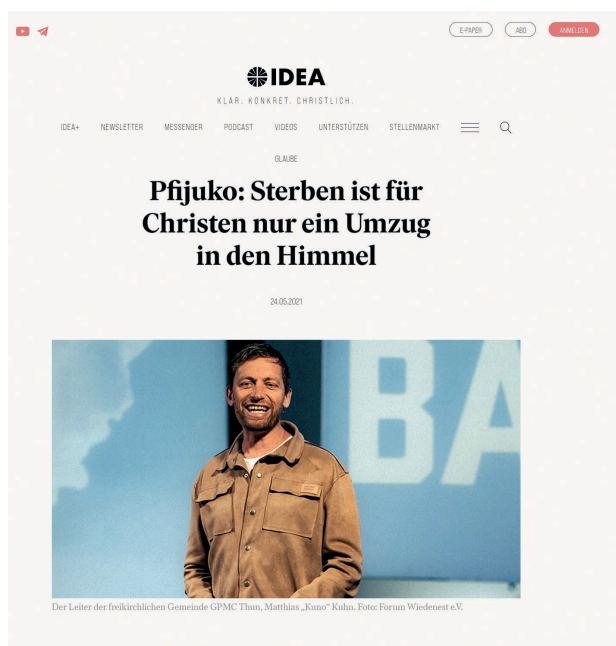 E-PAPER
ABO
ANMELDEN
IDEA
KLAR. KONKRET. CHRISTLICH.
IDEA+ NEWSLETTER MESSENGER PODCAST VIDEOS UNTERSTÜTZEN STELLENMARKT
GLAUBE
Pfijuko: Sterben ist für
Christen nur ein Umzug
in den Himmel
24.05.2021
BA
Der Leiter der freikirchlichen Gemeinde GPMC Thun, Matthias „Kuno" Kuhn. Foto: Forum Wiedenest e.V.